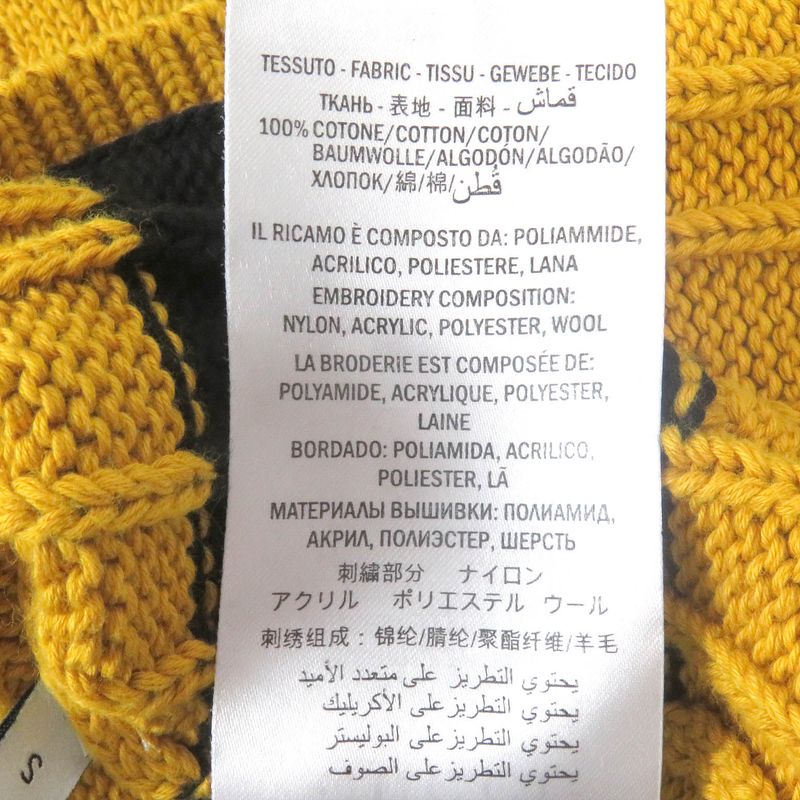 TESSUTO - FABRIC - TISSU - GEWEBE - TECIDO
ТКАНЬ - 表地 - 面料 - قماش
100% COTONE/COTTON/COTON/
BAUMWOLLE/ALGODÓN/ALGODÃO/
ХЛОПОК/綿/棉/قُطن
IL RICAMO È COMPOSTO DA: POLIAMMIDE,
ACRILICO, POLIESTERE, LANA
EMBROIDERY COMPOSITION:
NYLON, ACRYLIC, POLYESTER, WOOL
LA BRODERIE EST COMPOSÉE DE:
POLYAMIDE, ACRYLIQUE, POLYESTER,
LAINE
BORDADO: POLIAMIDA, ACRILICO,
POLIESTER, LÃ
МАТЕРИАЛЫ ВЫШИВКИ: ПОЛИАМИД,
АКРИЛ, ПОЛИЭСТЕР, ШЕРСТЬ
刺繍部分 ナイロン
アクリル ポリエステル ウール
刺绣组成：锦纶/腈纶/聚酯纤维/羊毛
يحتوي التطريز على متعدد الأميد
يحتوي التطريز على الأكريليك
يحتوي التطريز على البوليستر
يحتوي التطريز على الصوف
S